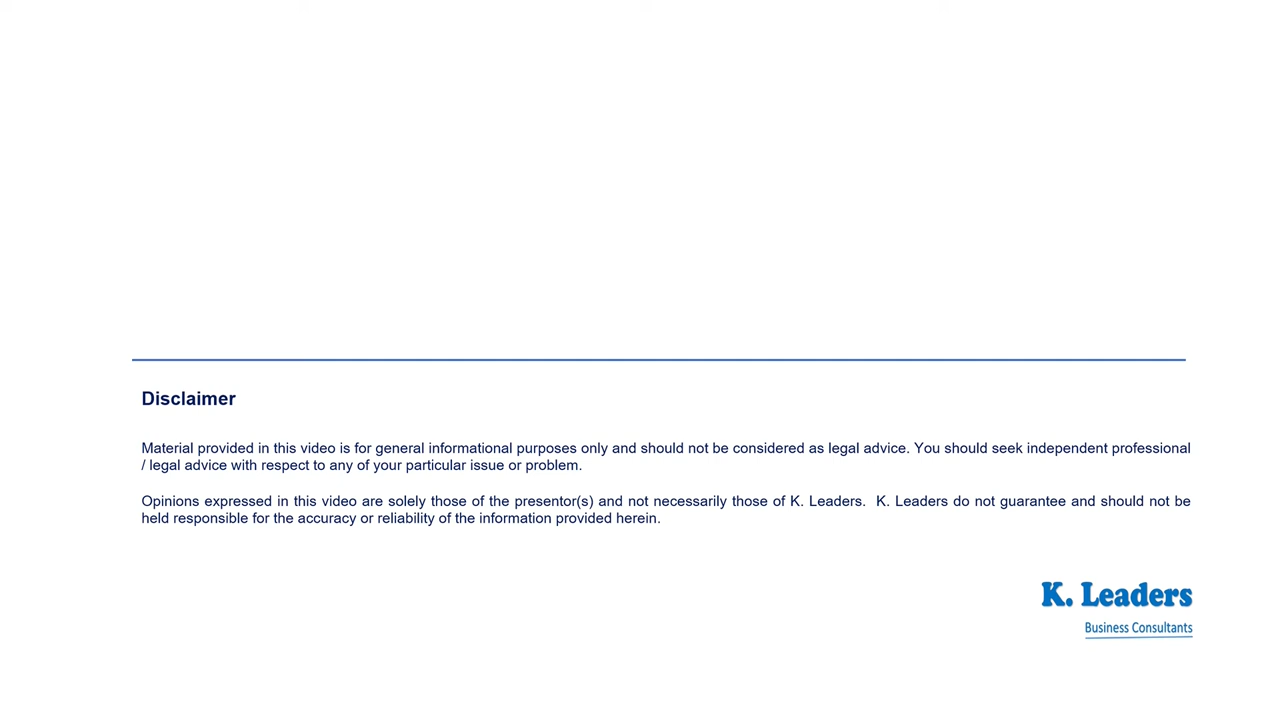 Disclaimer
Material provided in this video is for general informational purposes only and should not be considered as legal advice. You should seek independent professional
/ legal advice with respect to any of your particular issue or problem.
Opinions expressed in this video are solely those of the presentor(s) and not necessarily those of K. Leaders.  K. Leaders do not guarantee and should not be
held responsible for the accuracy or reliability of the information provided herein.
K. Leaders
Business Consultants